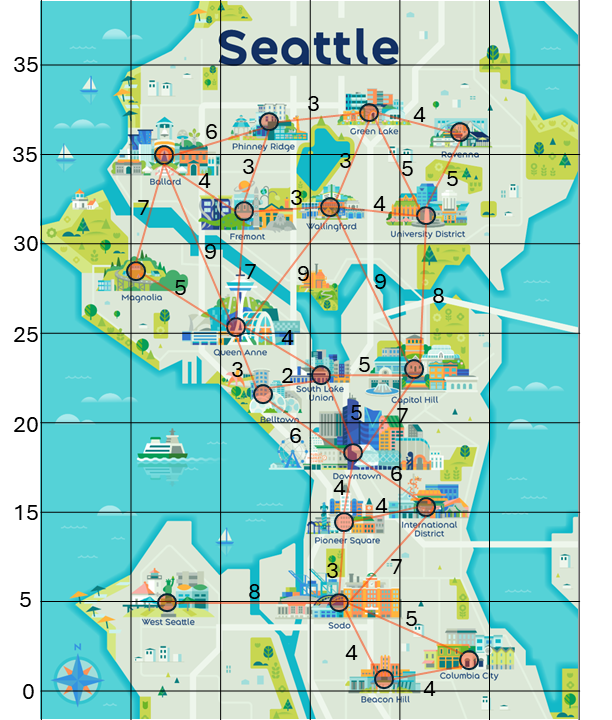 Seattle
35
3
4
6
Green Lake
Phinney Ridge
Ravenna
35
4
3
3
5
5
Ballard
7
3
4
Fremont
Wallingford
University District
30
9
7
9
9
8
5
Magnolia
25
4
Queen Anne
3
2
5
South Lake
Union
Capitol Hill
Belltown
5
7
20
6
Downtown
6
4
4
15
Pioneer Square
International
District
3
7
8
5
West Seattle
Sodo
5
N
4
Columbia City
4
0
Beacon Hill